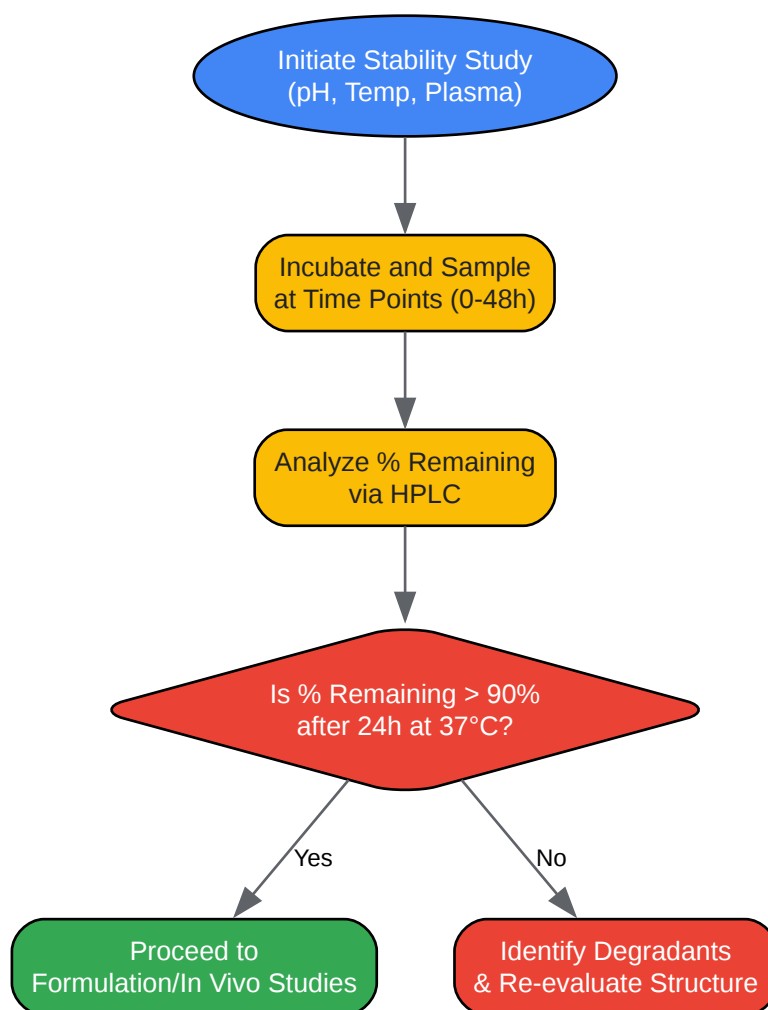 Initiate Stability Study
(pH, Temp, Plasma)
Incubate and Sample
at Time Points (0-48h)
Analyze % Remaining
via HPLC
Is % Remaining > 90%
after 24h at 37°C?
Yes
No
Proceed to
Formulation/In Vivo Studies
Identify Degradants
& Re-evaluate Structure